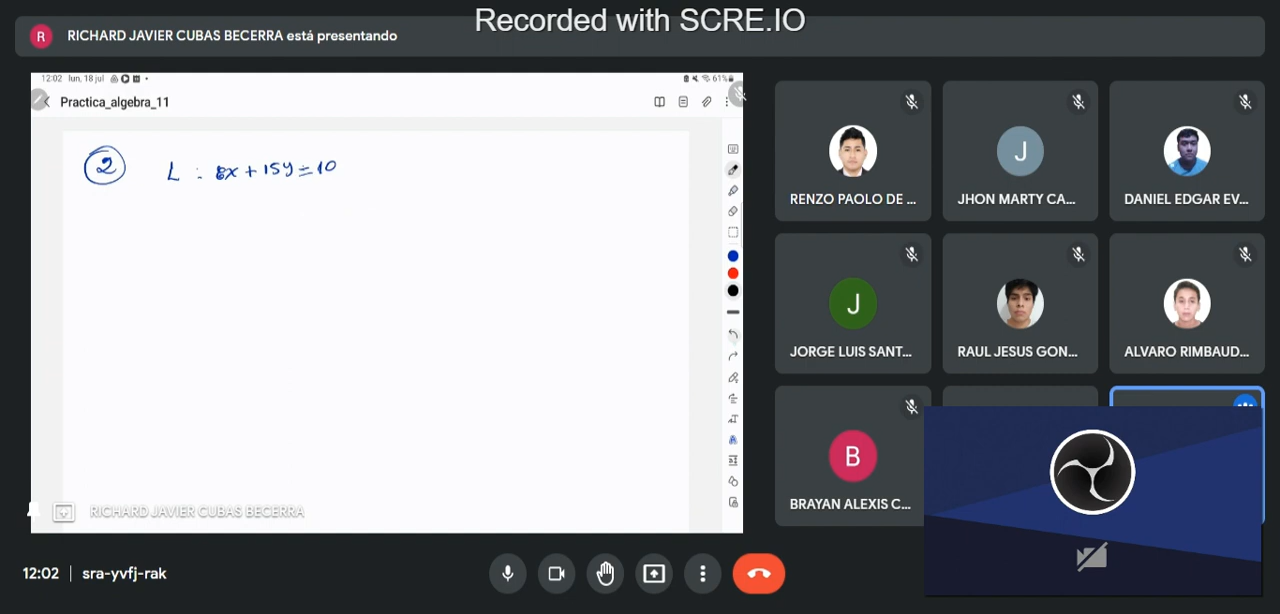 Recorded with SCRE.IO
R RICHARD JAVIER CUBAS BECERRA está presentando
12:02 lun, 18 jul
61%
Practica_algebra_11
2 L : 8x + 15y = 10
RICHARD JAVIER CUBAS BECERRA
RENZO PAOLO DE ...
J
JHON MARTY CA...
DANIEL EDGAR EV...
J
JORGE LUIS SANT...
RAUL JESUS GON...
ALVARO RIMBAUD...
B
BRAYAN ALEXIS C...
12:02 | sra-yvfj-rak